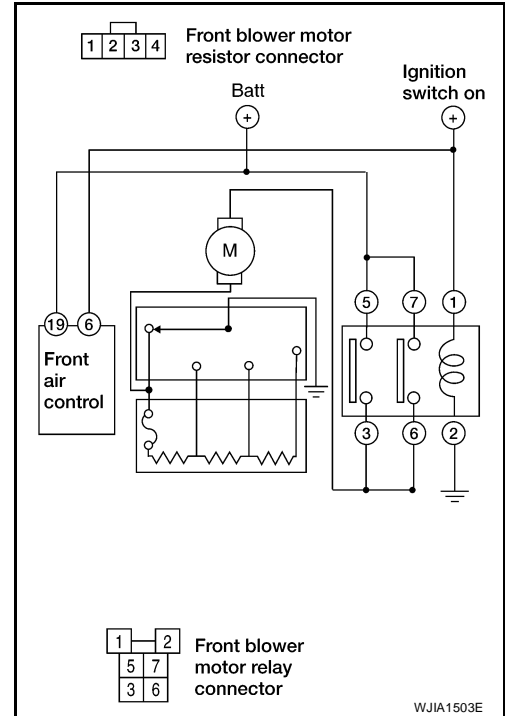 1 2 3 4
Front blower motor
resistor connector
Batt
Ignition
switch on
+
+
M
5 7 1
19 6
Front
air
control
3 6 2
1 2
5 7
3 6
Front blower
motor relay
connector
WJIA1503E